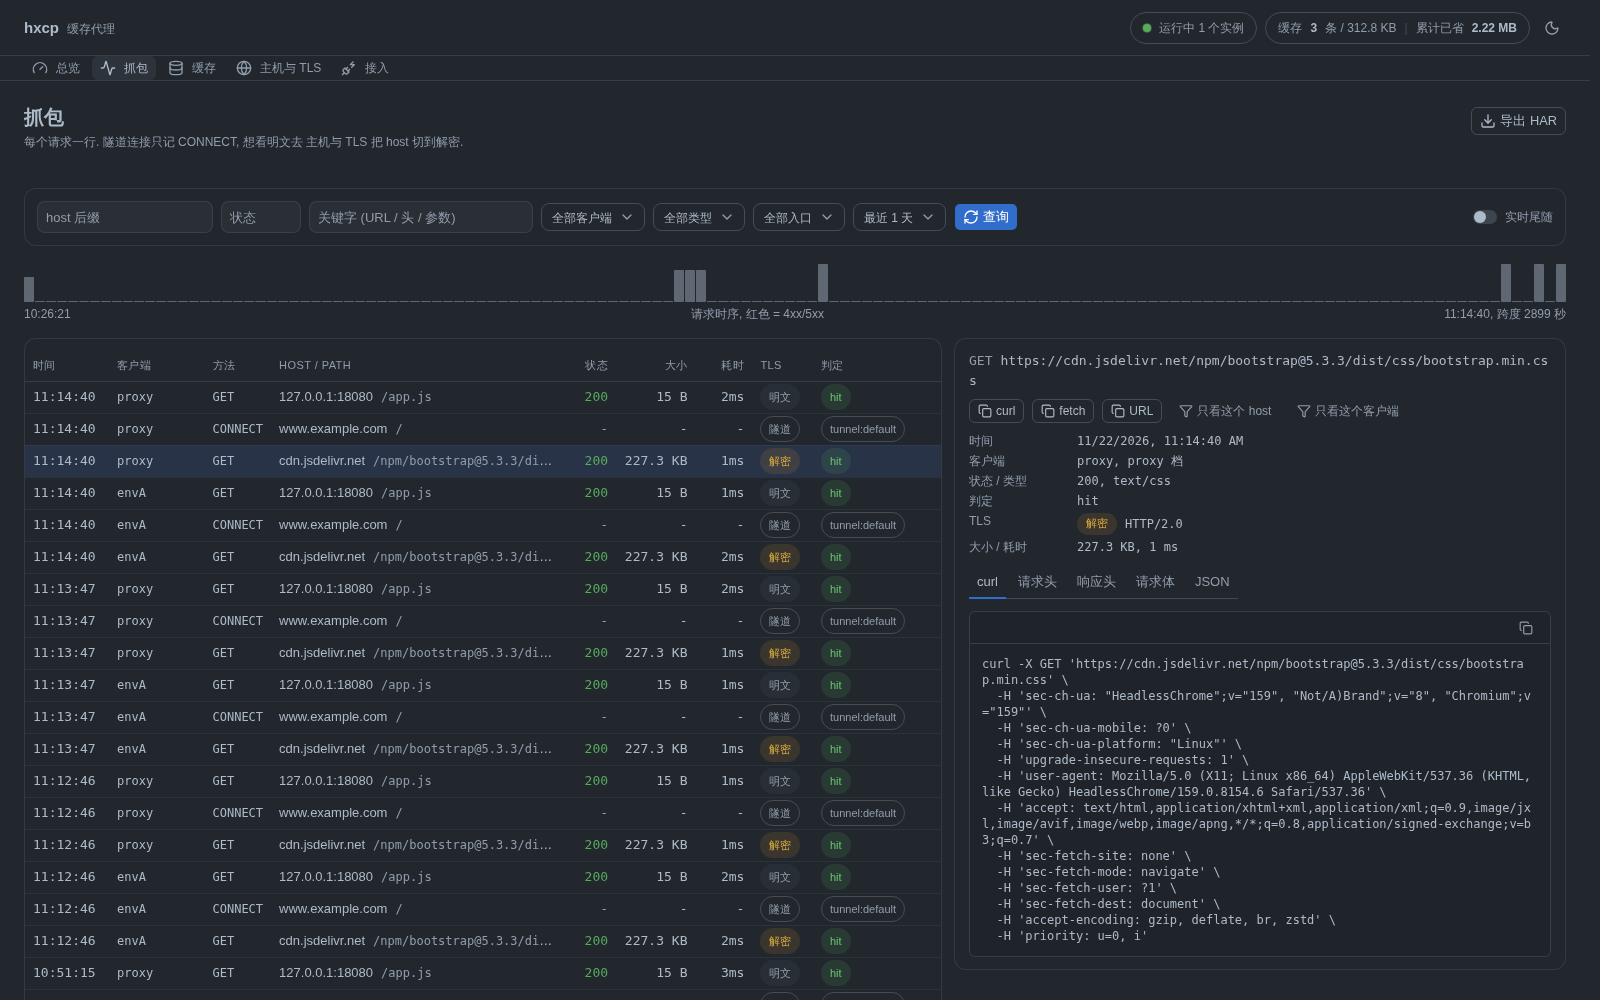 hxcp 缓存代理
运行中 1 个实例
缓存 3 条 / 312.8 KB | 累计已省 2.22 MB
总览 抓包 缓存 主机与 TLS 接入
抓包
每个请求一行. 隧道连接只记 CONNECT, 想看明文去 主机与 TLS 把 host 切到解密.
导出 HAR
host 后缀 状态 关键字 (URL / 头 / 参数) 全部客户端 全部类型 全部入口 最近 1 天 查询 实时尾随
10:26:21 请求时序, 红色 = 4xx/5xx 11:14:40, 跨度 2899 秒
时间 客户端 方法 HOST / PATH 状态 大小 耗时 TLS 判定
11:14:40 proxy GET 127.0.0.1:18080 /app.js 200 15 B 2ms 明文 hit
11:14:40 proxy CONNECT www.example.com / - - - 隧道 tunnel:default
11:14:40 proxy GET cdn.jsdelivr.net /npm/bootstrap@5.3.3/di... 200 227.3 KB 1ms 解密 hit
11:14:40 envA GET 127.0.0.1:18080 /app.js 200 15 B 1ms 明文 hit
11:14:40 envA CONNECT www.example.com / - - - 隧道 tunnel:default
11:14:40 envA GET cdn.jsdelivr.net /npm/bootstrap@5.3.3/di... 200 227.3 KB 2ms 解密 hit
11:13:47 proxy GET 127.0.0.1:18080 /app.js 200 15 B 2ms 明文 hit
11:13:47 proxy CONNECT www.example.com / - - - 隧道 tunnel:default
11:13:47 proxy GET cdn.jsdelivr.net /npm/bootstrap@5.3.3/di... 200 227.3 KB 1ms 解密 hit
11:13:47 envA GET 127.0.0.1:18080 /app.js 200 15 B 1ms 明文 hit
11:13:47 envA CONNECT www.example.com / - - - 隧道 tunnel:default
11:13:47 envA GET cdn.jsdelivr.net /npm/bootstrap@5.3.3/di... 200 227.3 KB 1ms 解密 hit
11:12:46 proxy GET 127.0.0.1:18080 /app.js 200 15 B 1ms 明文 hit
11:12:46 proxy CONNECT www.example.com / - - - 隧道 tunnel:default
11:12:46 proxy GET cdn.jsdelivr.net /npm/bootstrap@5.3.3/di... 200 227.3 KB 1ms 解密 hit
11:12:46 envA GET 127.0.0.1:18080 /app.js 200 15 B 2ms 明文 hit
11:12:46 envA CONNECT www.example.com / - - - 隧道 tunnel:default
11:12:46 envA GET cdn.jsdelivr.net /npm/bootstrap@5.3.3/di... 200 227.3 KB 2ms 解密 hit
10:51:15 proxy GET 127.0.0.1:18080 /app.js 200 15 B 3ms 明文 hit
GET https://cdn.jsdelivr.net/npm/bootstrap@5.3.3/dist/css/bootstrap.min.cs
s
curl fetch URL 只看这个 host 只看这个客户端
时间 11/22/2026, 11:14:40 AM
客户端 proxy, proxy 档
状态 / 类型 200, text/css
判定 hit
TLS 解密 HTTP/2.0
大小 / 耗时 227.3 KB, 1 ms
curl 请求头 响应头 请求体 JSON
curl -X GET 'https://cdn.jsdelivr.net/npm/bootstrap@5.3.3/dist/css/bootstra
p.min.css' \
-H 'sec-ch-ua: "HeadlessChrome";v="159", "Not/A)Brand";v="8", "Chromium";v
="159"' \
-H 'sec-ch-ua-mobile: ?0' \
-H 'sec-ch-ua-platform: "Linux"' \
-H 'upgrade-insecure-requests: 1' \
-H 'user-agent: Mozilla/5.0 (X11; Linux x86_64) AppleWebKit/537.36 (KHTML,
like Gecko) HeadlessChrome/159.0.8154.6 Safari/537.36' \
-H 'accept: text/html,application/xhtml+xml,application/xml;q=0.9,image/jx
l,image/avif,image/webp,image/apng,*/*;q=0.8,application/signed-exchange;v=b
3;q=0.7' \
-H 'sec-fetch-site: none' \
-H 'sec-fetch-mode: navigate' \
-H 'sec-fetch-user: ?1' \
-H 'sec-fetch-dest: document' \
-H 'accept-encoding: gzip, deflate, br, zstd' \
-H 'priority: u=0, i'